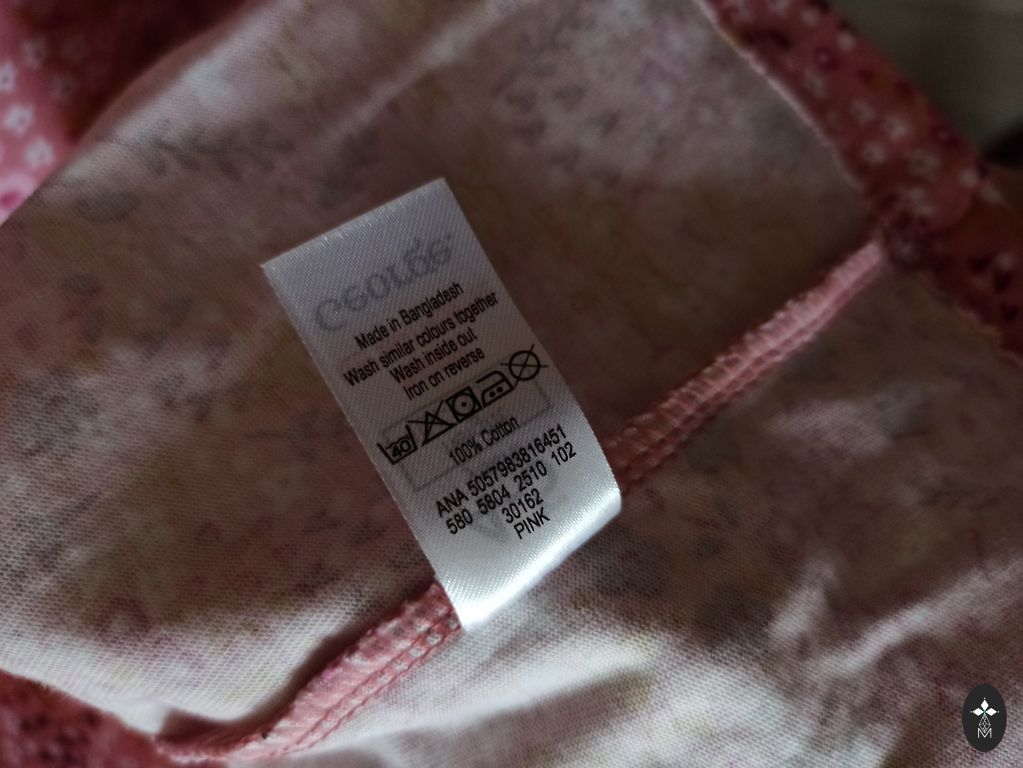 George
Made in Bangladesh
Wash similar colours together
Wash inside out
Iron on reverse
40
100% Cotton
ANA 5057983816451
580 5804 2510 102
30162
PINK
M